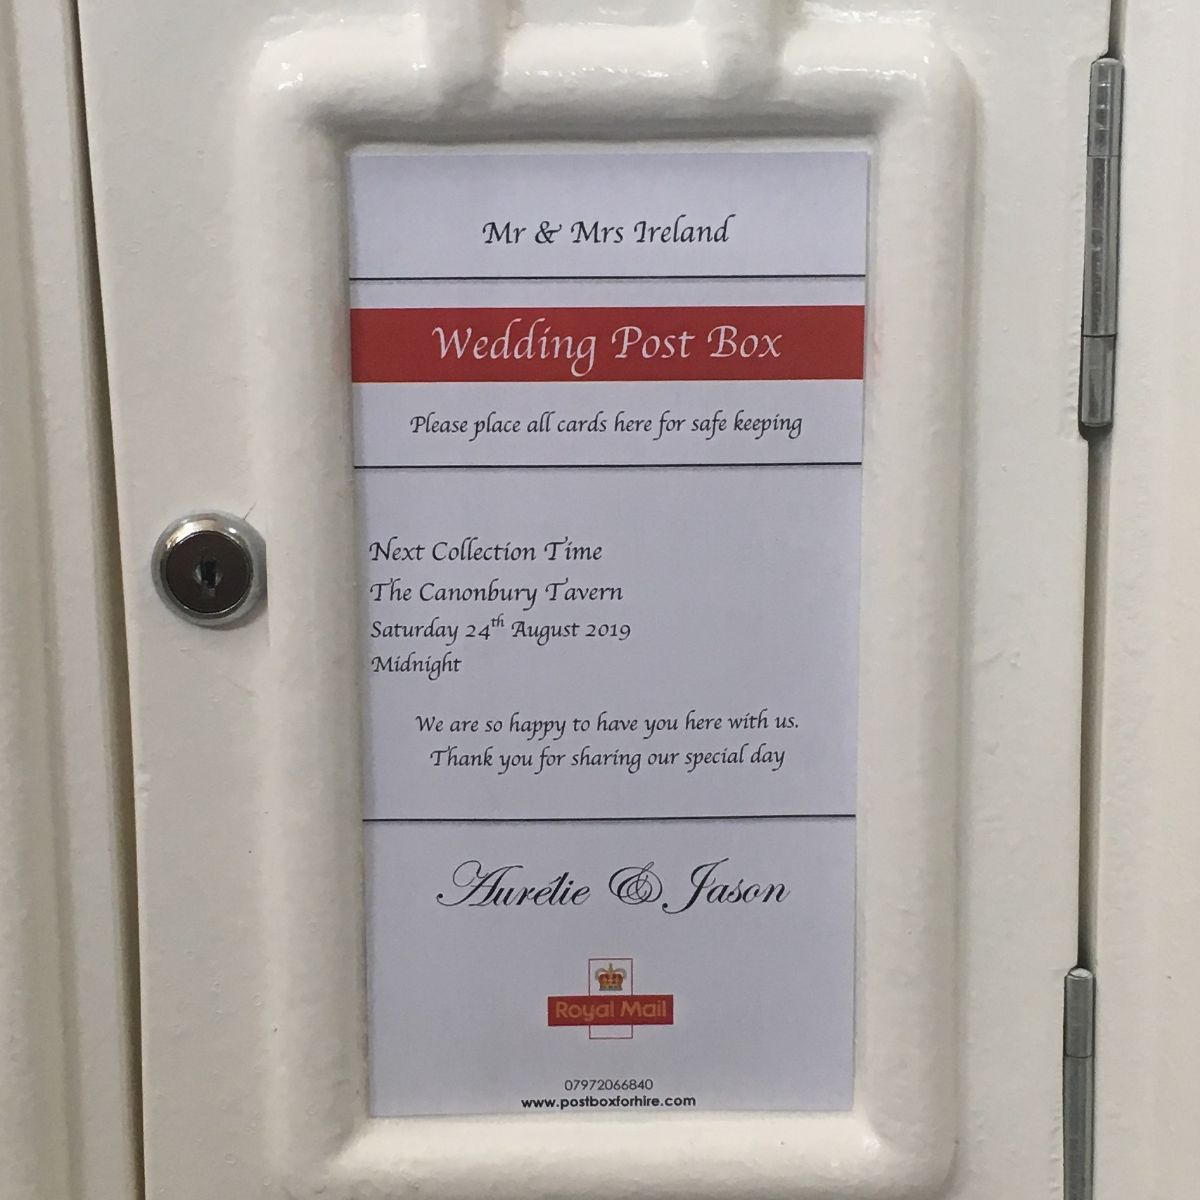 Mr & Mrs Ireland
Wedding Post Box
Please place all cards here for safe keeping
Next Collection Time
The Canonbury Tavern
Saturday 24th August 2019
Midnight
We are so happy to have you here with us.
Thank you for sharing our special day
Aurélie & Jason
Royal Mail
07972066840
www.postboxforhire.com